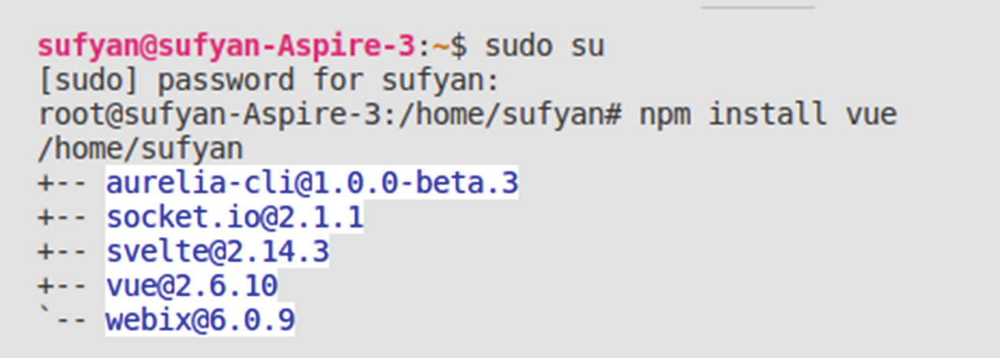 sufyan@sufyan-Aspire-3:~$ sudo su
[sudo] password for sufyan:
root@sufyan-Aspire-3:/home/sufyan# npm install vue
/home/sufyan
+-- aurelia-cli@1.0.0-beta.3
+-- socket.io@2.1.1
+-- svelte@2.14.3
+-- vue@2.6.10
`-- webix@6.0.9